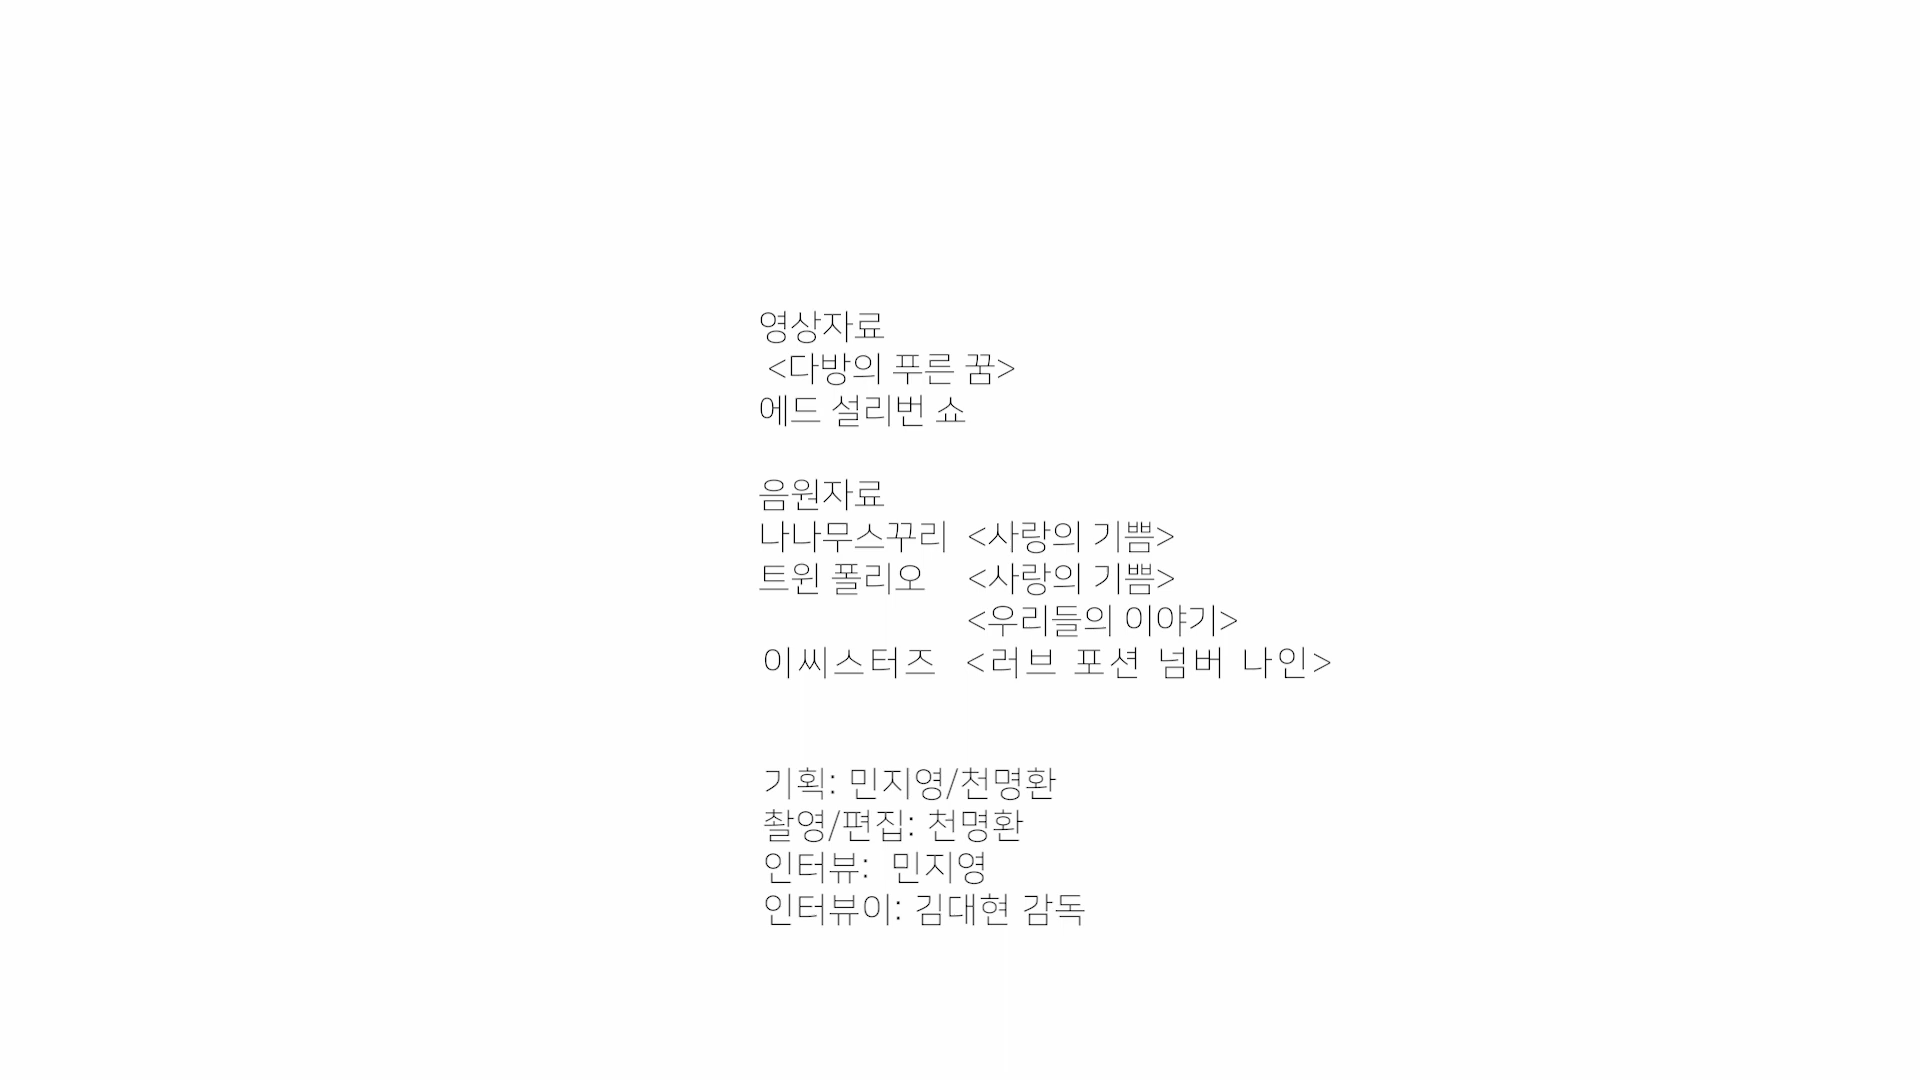 영상자료
<다방의 푸른 꿈>
에드 설리번 쇼
음원자료
나나무스꾸리 <사랑의 기쁨>
트윈 폴리오 <사랑의 기쁨>
<우리들의 이야기>
이씨스터즈 <러브 포션 넘버 나인>
기획: 민지영/천명환
촬영/편집: 천명환
인터뷰: 민지영
인터뷰이: 김대현 감독